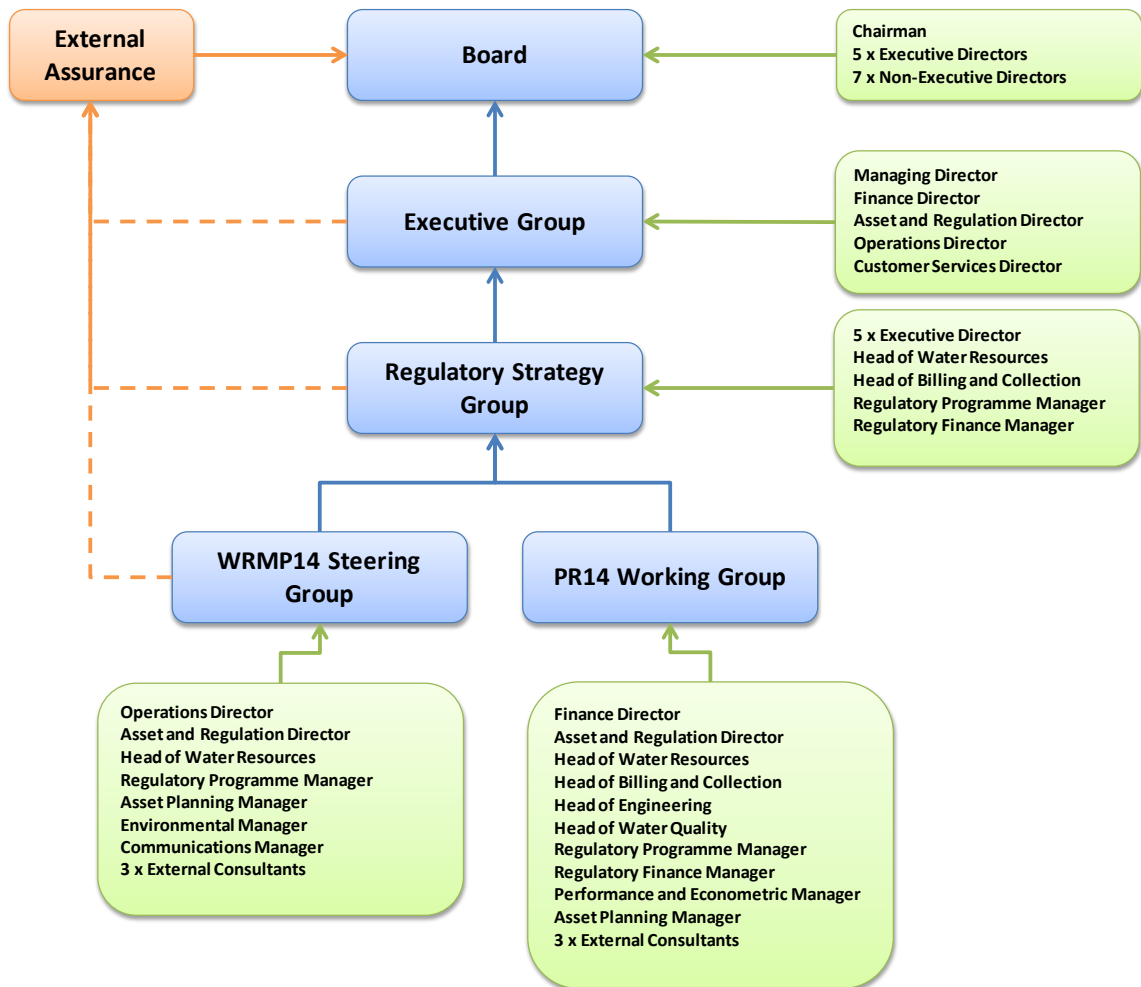 External
Assurance
Board
Chairman
5 x Executive Directors
7 x Non-Executive Directors
Executive Group
Managing Director
Finance Director
Asset and Regulation Director
Operations Director
Customer Services Director
Regulatory Strategy
Group
5 x Executive Director
Head of Water Resources
Head of Billing and Collection
Regulatory Programme Manager
Regulatory Finance Manager
WRMP14 Steering
Group
PR14 Working Group
Operations Director
Asset and Regulation Director
Head of Water Resources
Regulatory Programme Manager
Asset Planning Manager
Environmental Manager
Communications Manager
3 x External Consultants
Finance Director
Asset and Regulation Director
Head of Water Resources
Head of Billing and Collection
Head of Engineering
Head of Water Quality
Regulatory Programme Manager
Regulatory Finance Manager
Performance and Econometric Manager
Asset Planning Manager
3 x External Consultants